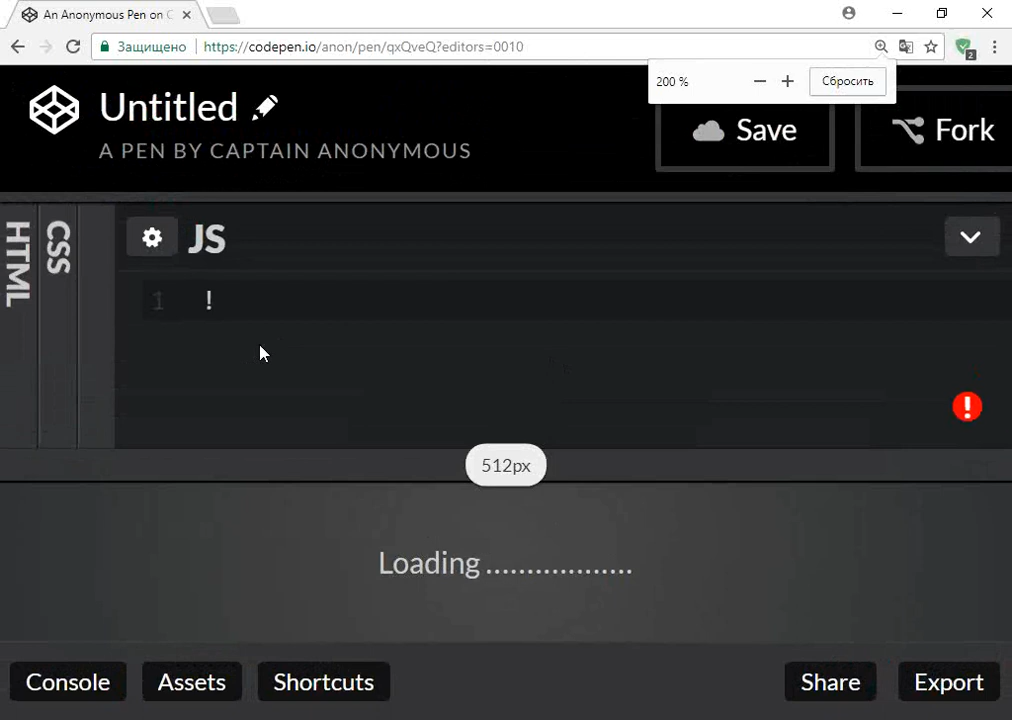 An Anonymous Pen on C
Защищено
https://codepen.io/anon/pen/qxQveQ?editors=0010
2
200 %
Сбросить
Untitled
A PEN BY CAPTAIN ANONYMOUS
Save
Fork
HTML
CSS
JS
1 !
!
512px
Loading ..................
Console
Assets
Shortcuts
Share
Export